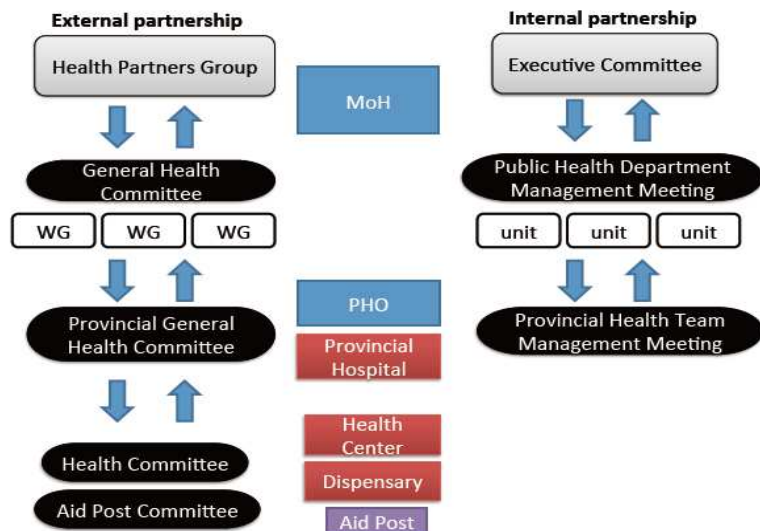 External partnership
Health Partners Group
General Health
Committee
WG WG WG
Provincial General
Health Committee
Health Committee
Aid Post Committee
MoH
PHO
Provincial
Hospital
Health
Center
Dispensary
Aid Post
Internal partnership
Executive Committee
Public Health Department
Management Meeting
unit unit unit
Provincial Health Team
Management Meeting